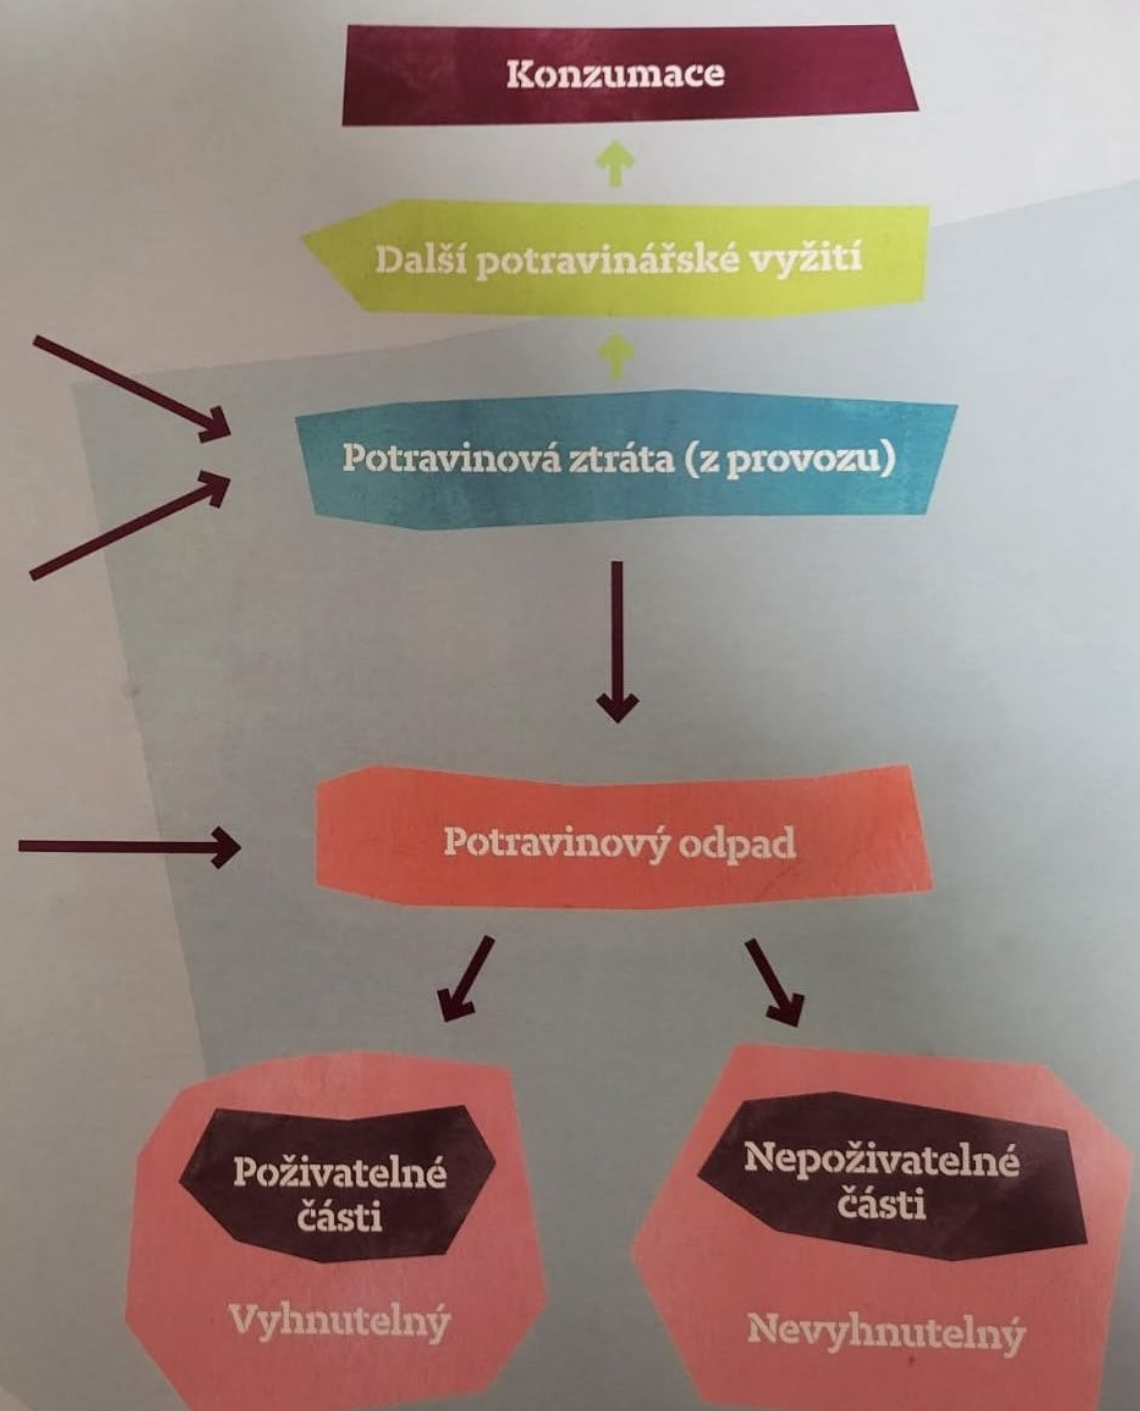 Konzumace
Další potravinářské vyžití
Potravinová ztráta (z provozu)
Potravinový odpad
Poživatelné
části
Vyhnutelný
Nepoživatelné
části
Nevyhnutelný